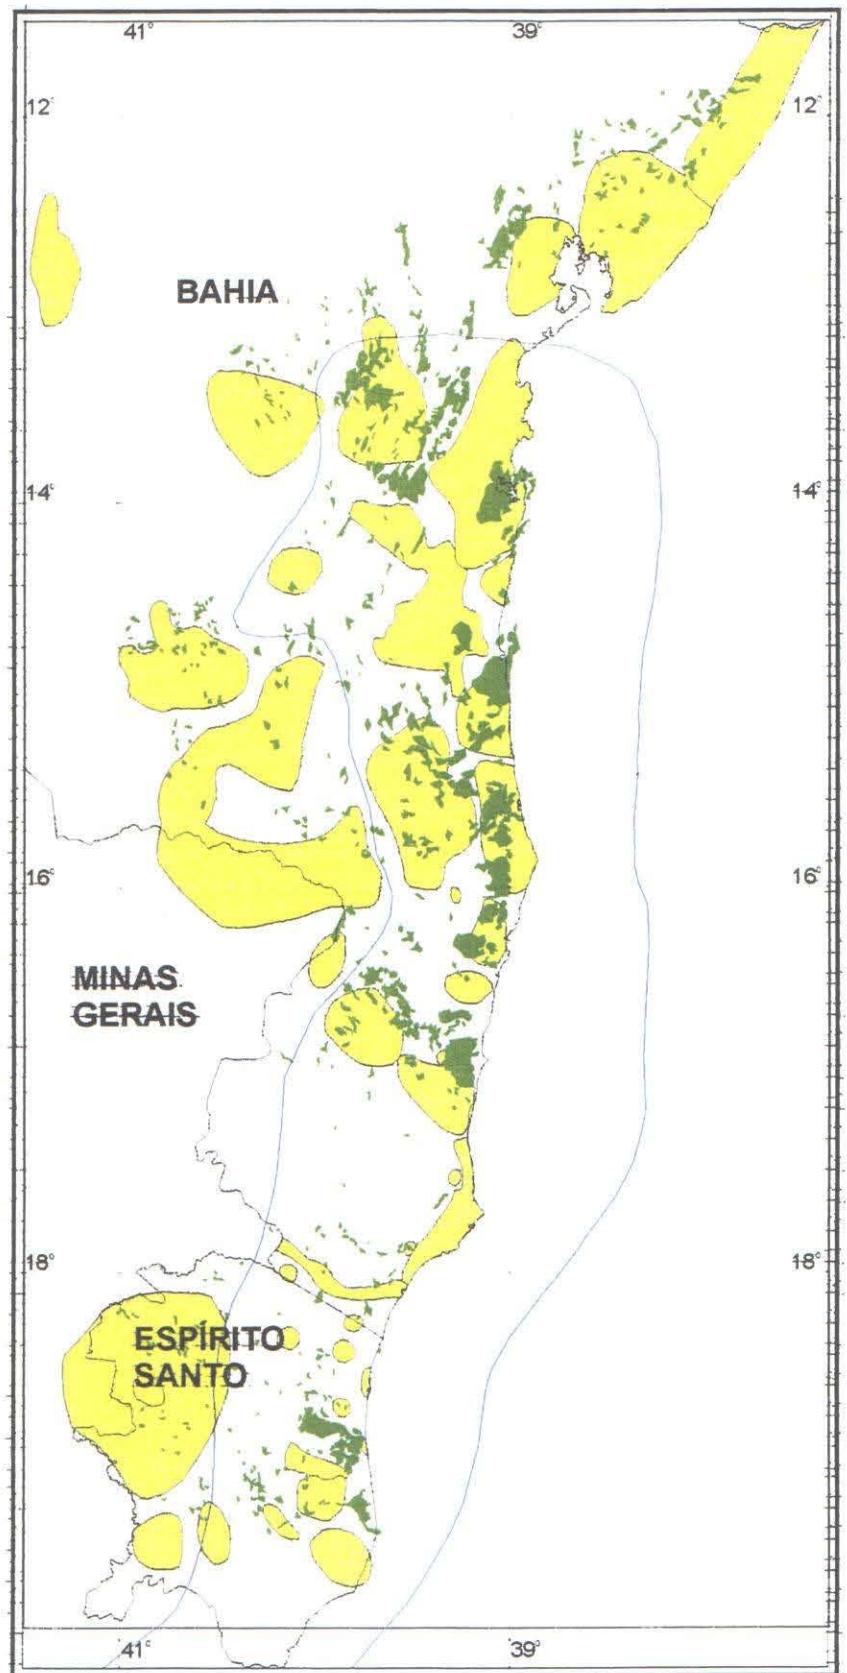 41° 39°
12° 12°
BAHIA
14° 14°
16° 16°
MINAS
GERAIS
18° 18°
ESPÍRITO
SANTO
41° 39°